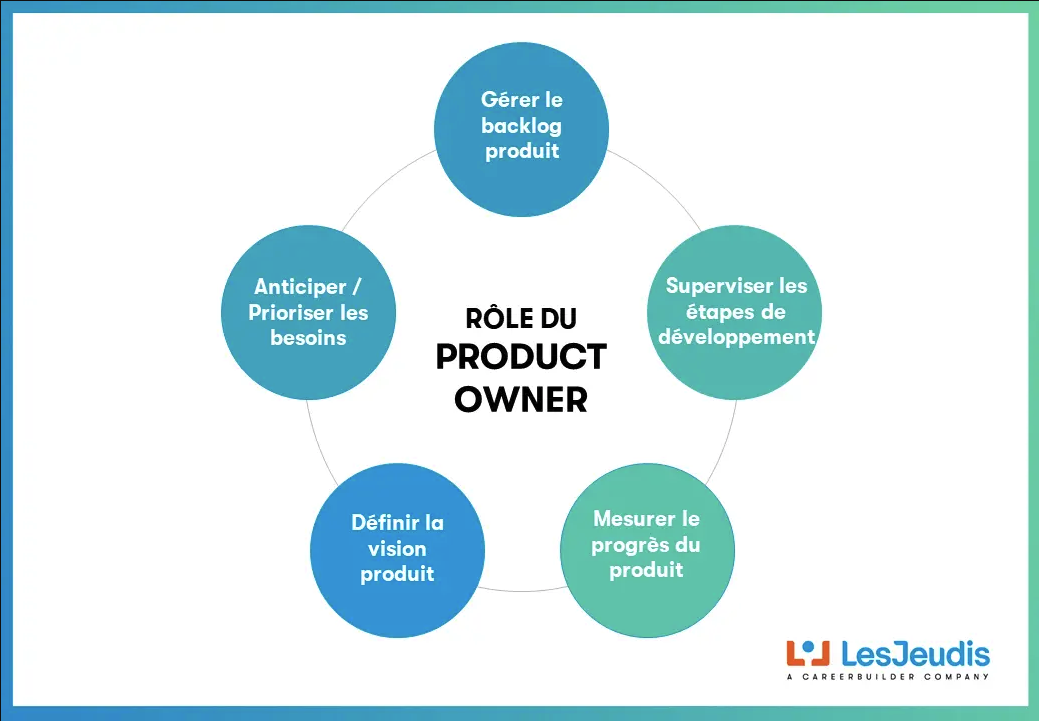 Gérer le
backlog
produit
Anticiper /
Prioriser les
besoins
Superviser les
étapes de
développement
RÔLE DU
PRODUCT
OWNER
Définir la
vision
produit
Mesurer le
progrès du
produit
LesJeudis
A CAREERBUILDER COMPANY